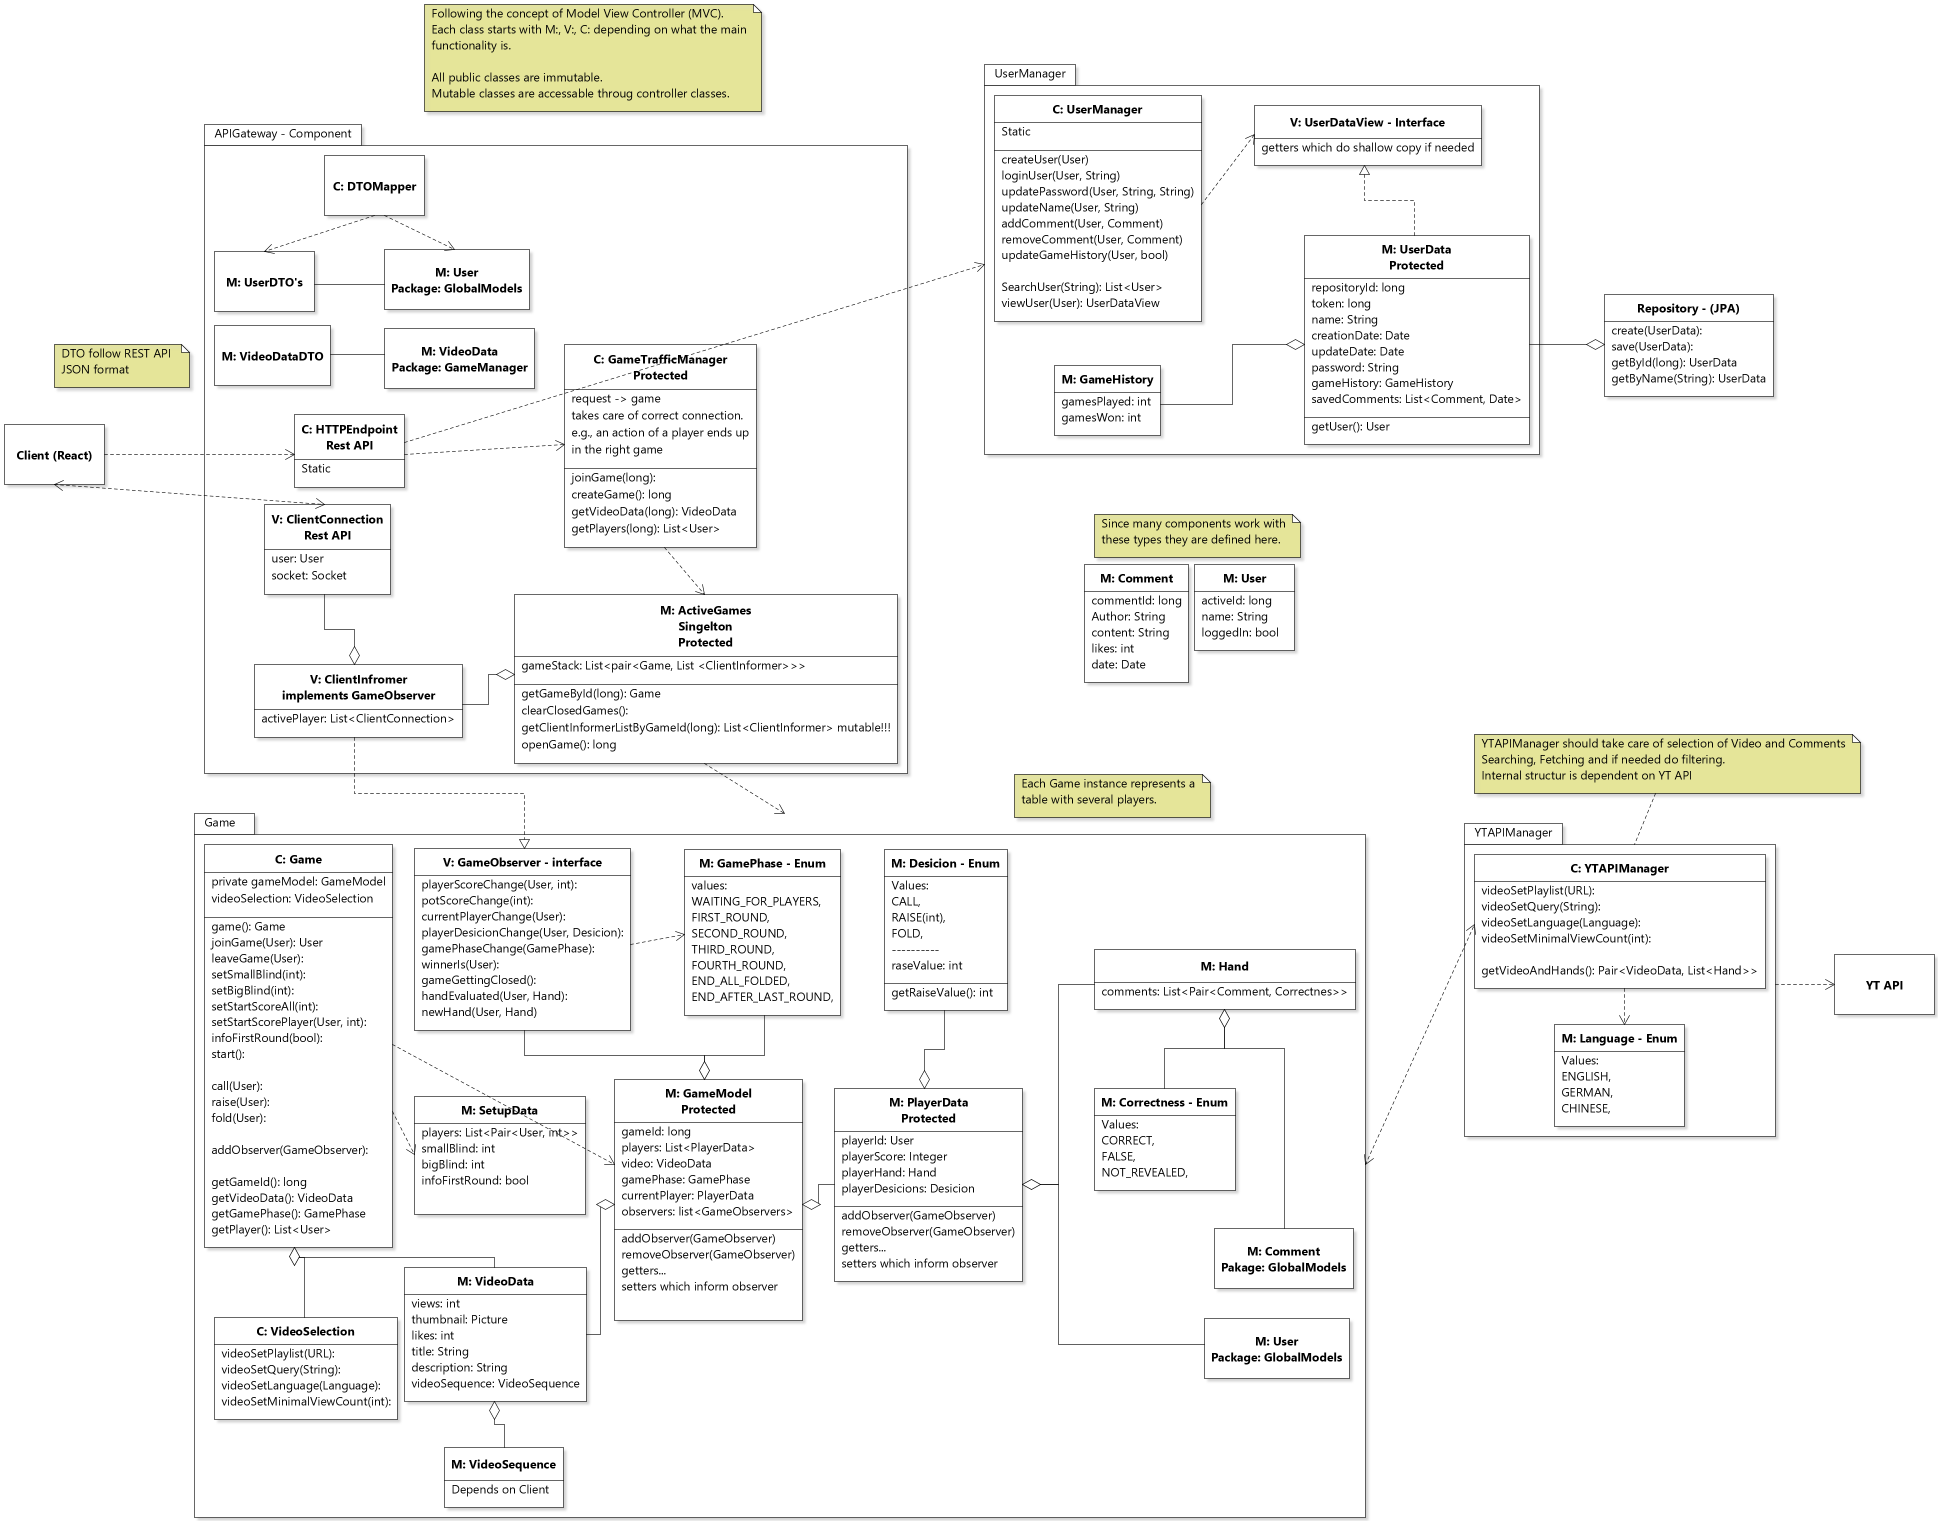 Following the concept of Model View Controller (MVC).
Each class starts with M:, V:, C: depending on what the main
functionality is.
All public classes are immutable.
Mutable classes are accessable throug controller classes.
APIGateway - Component
C: DTOMapper
M: UserDTO's
M: User
Package: GlobalModels
M: VideoDataDTO
M: VideoData
Package: GameManager
DTO follow REST API
JSON format
Client (React)
C: HTTPEndpoint
Rest API
Static
C: GameTrafficManager
Protected
request -> game
takes care of correct connection.
e.g., an action of a player ends up
in the right game
joinGame(long):
createGame(): long
getVideoData(long): VideoData
getPlayers(long): List<User>
V: ClientConnection
Rest API
user: User
socket: Socket
V: ClientInfromer
implements GameObserver
activePlayer: List<ClientConnection>
M: ActiveGames
Singelton
Protected
gameStack: List<pair<Game, List <ClientInformer>>>
getGameById(long): Game
clearClosedGames():
getClientInformerListByGameId(long): List<ClientInformer> mutable!!!
openGame(): long
UserManager
C: UserManager
Static
createUser(User)
loginUser(User, String)
updatePassword(User, String, String)
updateName(User, String)
addComment(User, Comment)
removeComment(User, Comment)
updateGameHistory(User, bool)
SearchUser(String): List<User>
viewUser(User): UserDataView
V: UserDataView - Interface
getters which do shallow copy if needed
M: UserData
Protected
repositoryId: long
token: long
name: String
creationDate: Date
updateDate: Date
password: String
gameHistory: GameHistory
savedComments: List<Comment, Date>
getUser(): User
M: GameHistory
gamesPlayed: int
gamesWon: int
Repository - (JPA)
create(UserData):
save(UserData):
getById(long): UserData
getByName(String): UserData
Since many components work with
these types they are defined here.
M: Comment
commentId: long
Author: String
content: String
likes: int
date: Date
M: User
activeId: long
name: String
loggedIn: bool
Each Game instance represents a
table with several players.
YTAPIManager should take care of selection of Video and Comments
Searching, Fetching and if needed do filtering.
Internal structur is dependent on YT API
YTAPIManager
C: YTAPIManager
videoSetPlaylist(URL):
videoSetQuery(String):
videoSetLanguage(Language):
videoSetMinimalViewCount(int):
getVideoAndHands(): Pair<VideoData, List<Hand>>
M: Language - Enum
Values:
ENGLISH,
GERMAN,
CHINESE,
YT API
Game
C: Game
private gameModel: GameModel
videoSelection: VideoSelection
game(): Game
joinGame(User): User
leaveGame(User):
setSmallBlind(int):
setBigBlind(int):
setStartScoreAll(int):
setStartScorePlayer(User, int):
infoFirstRound(bool):
start():
call(User):
raise(User):
fold(User):
addObserver(GameObserver):
getGameId(): long
getVideoData(): VideoData
getGamePhase(): GamePhase
getPlayer(): List<User>
V: GameObserver - interface
playerScoreChange(User, int):
potScoreChange(int):
currentPlayerChange(User):
playerDesicionChange(User, Desicion):
gamePhaseChange(GamePhase):
winnerIs(User):
gameGettingClosed():
handEvaluated(User, Hand):
newHand(User, Hand)
M: GamePhase - Enum
values:
WAITING_FOR_PLAYERS,
FIRST_ROUND,
SECOND_ROUND,
THIRD_ROUND,
FOURTH_ROUND,
END_ALL_FOLDED,
END_AFTER_LAST_ROUND,
M: Desicion - Enum
Values:
CALL,
RAISE(int),
FOLD,
-----------
raseValue: int
getRaiseValue(): int
M: Hand
comments: List<Pair<Comment, Correctnes>>
M: SetupData
players: List<Pair<User, int>>
smallBlind: int
bigBlind: int
infoFirstRound: bool
M: GameModel
Protected
gameId: long
players: List<PlayerData>
video: VideoData
gamePhase: GamePhase
currentPlayer: PlayerData
observers: list<GameObservers>
addObserver(GameObserver)
removeObserver(GameObserver)
getters...
setters which inform observer
M: PlayerData
Protected
playerId: User
playerScore: Integer
playerHand: Hand
playerDesicions: Desicion
addObserver(GameObserver)
removeObserver(GameObserver)
getters...
setters which inform observer
M: Correctness - Enum
Values:
CORRECT,
FALSE,
NOT_REVEALED,
M: Comment
Pakage: GlobalModels
M: User
Package: GlobalModels
C: VideoSelection
videoSetPlaylist(URL):
videoSetQuery(String):
videoSetLanguage(Language):
videoSetMinimalViewCount(int):
M: VideoData
views: int
thumbnail: Picture
likes: int
title: String
description: String
videoSequence: VideoSequence
M: VideoSequence
Depends on Client